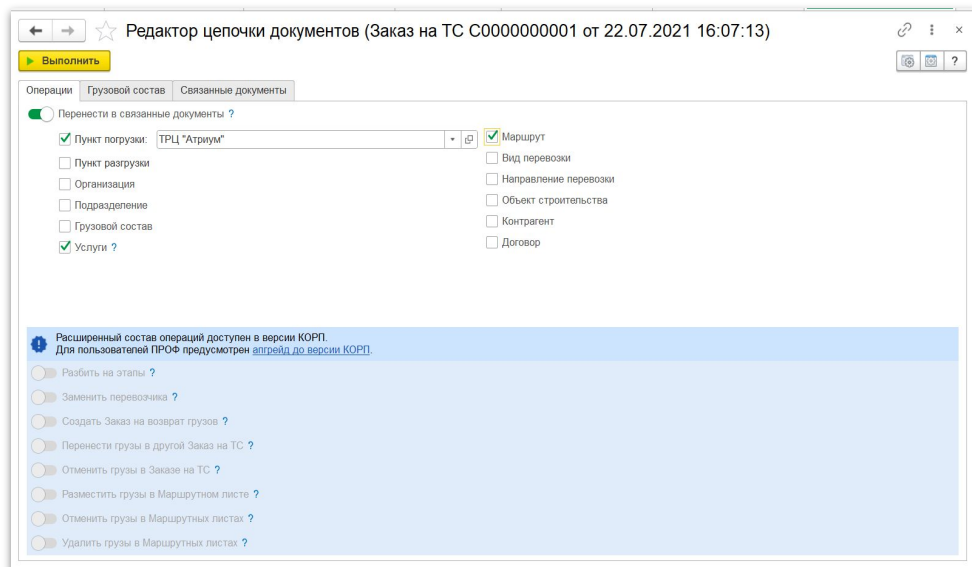 Редактор цепочки документов (Заказ на ТС С0000000001 от 22.07.2021 16:07:13)
Выполнить
?
Операции Грузовой состав Связанные документы
Перенести в связанные документы ?
Пункт погрузки: ТРЦ "Атриум"
Пункт разгрузки
Организация
Подразделение
Грузовой состав
Услуги ?
Маршрут
Вид перевозки
Направление перевозки
Объект строительства
Контрагент
Договор
Расширенный состав операций доступен в версии КОРП.
Для пользователей ПРОФ предусмотрен апгрейд до версии КОРП.
Разбить на этапы ?
Заменить перевозчика ?
Создать Заказ на возврат грузов ?
Перенести грузы в другой Заказ на ТС ?
Отменить грузы в Заказе на ТС ?
Разместить грузы в Маршрутном листе ?
Отменить грузы в Маршрутных листах ?
Удалить грузы в Маршрутных листах ?